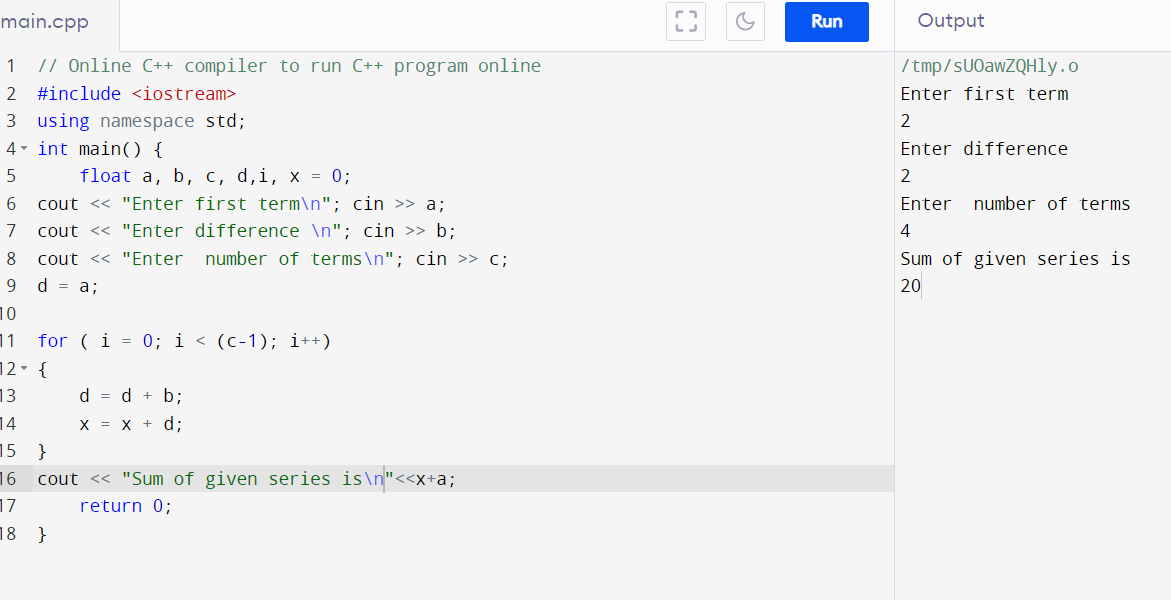 main.cpp
Run
Output
1 // Online C++ compiler to run C++ program online
2 #include <iostream>
3 using namespace std;
4 int main() {
5     float a, b, c, d,i, x = 0;
6 cout << "Enter first term\n"; cin >> a;
7 cout << "Enter difference \n"; cin >> b;
8 cout << "Enter  number of terms\n"; cin >> c;
9 d = a;
10
11 for ( i = 0; i < (c-1); i++)
12 {
13     d = d + b;
14     x = x + d;
15 }
16 cout << "Sum of given series is\n"<<x+a;
17     return 0;
18 }
/tmp/sUOawZQHly.o
Enter first term
2
Enter difference
2
Enter  number of terms
4
Sum of given series is
20